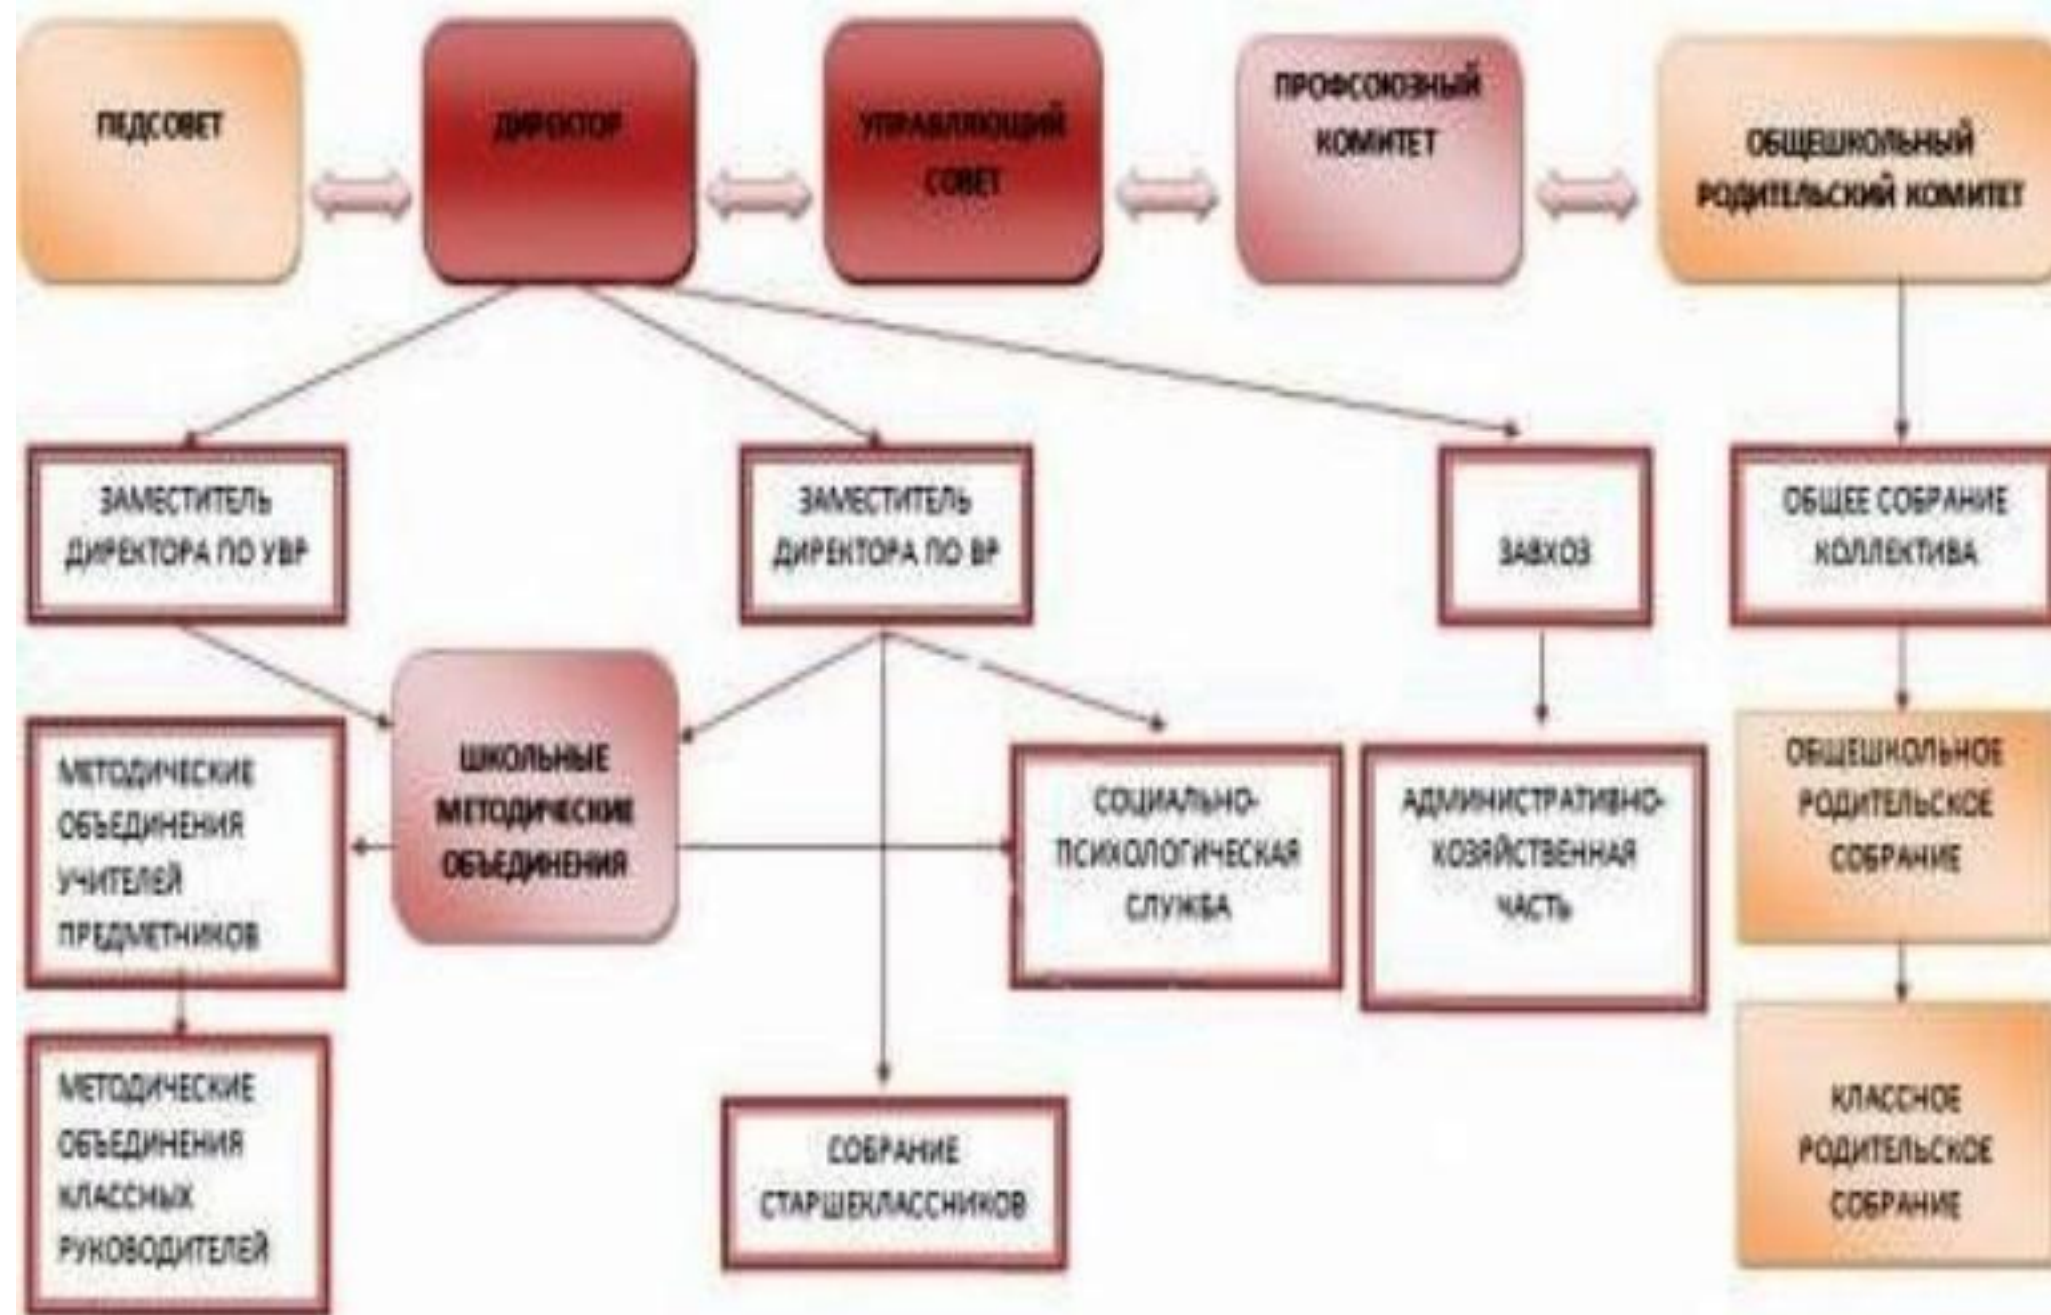 ПЕДСОВЕТ
ДИРЕКТОР
УПРАВЛЯЮЩИЙ
СОВЕТ
ПРОФСОЮЗНЫЙ
КОМИТЕТ
ОБЩЕШКОЛЬНЫЙ
РОДИТЕЛЬСКИЙ КОМИТЕТ
ЗАМЕСТИТЕЛЬ
ДИРЕКТОРА ПО УВР
ЗАМЕСТИТЕЛЬ
ДИРЕКТОРА ПО ВР
ЗАВХОЗ
ОБЩЕЕ СОБРАНИЕ
КОЛЛЕКТИВА
МЕТОДИЧЕСКИЕ
ОБЪЕДИНЕНИЯ
УЧИТЕЛЕЙ
ПРЕДМЕТНИКОВ
ШКОЛЬНЫЕ
МЕТОДИЧЕСКИЕ
ОБЪЕДИНЕНИЯ
СОЦИАЛЬНО-
ПСИХОЛОГИЧЕСКАЯ
СЛУЖБА
АДМИНИСТРАТИВНО-
ХОЗЯЙСТВЕННАЯ
ЧАСТЬ
ОБЩЕШКОЛЬНОЕ
РОДИТЕЛЬСКОЕ
СОБРАНИЕ
МЕТОДИЧЕСКИЕ
ОБЪЕДИНЕНИЯ
КЛАССНЫХ
РУКОВОДИТЕЛЕЙ
СОБРАНИЕ
СТАРШЕКЛАССНИКОВ
КЛАССНОЕ
РОДИТЕЛЬСКОЕ
СОБРАНИЕ